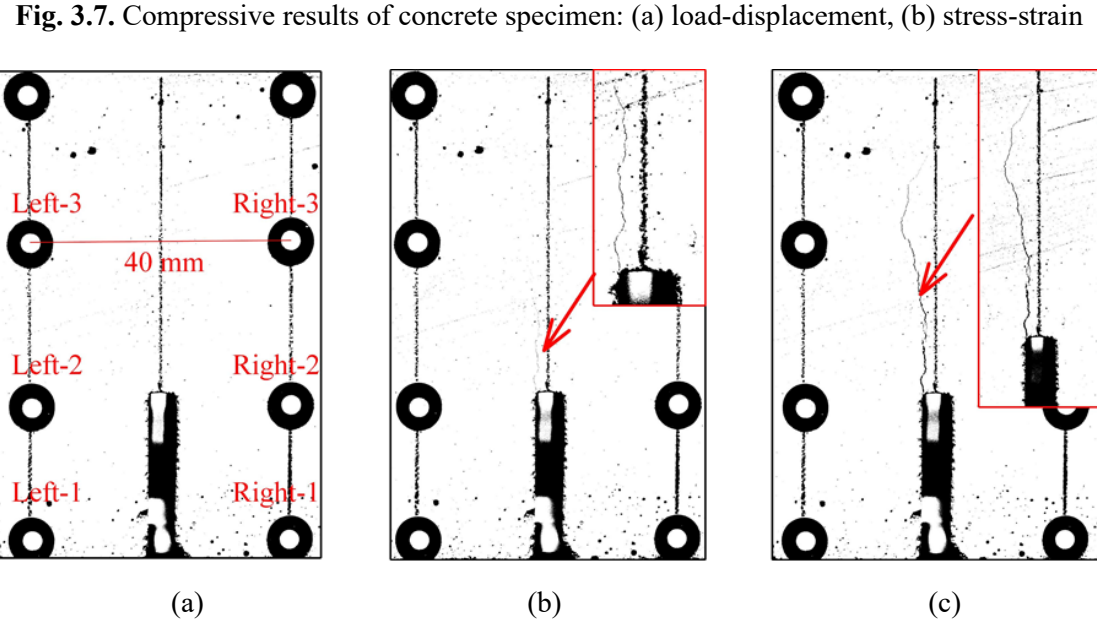 Fig. 3.7. Compressive results of concrete specimen: (a) load-displacement, (b) stress-strain
Left-3 Right-3
40 mm
Left-2 Right-2
Left-1 Right-1
(a) (b) (c)